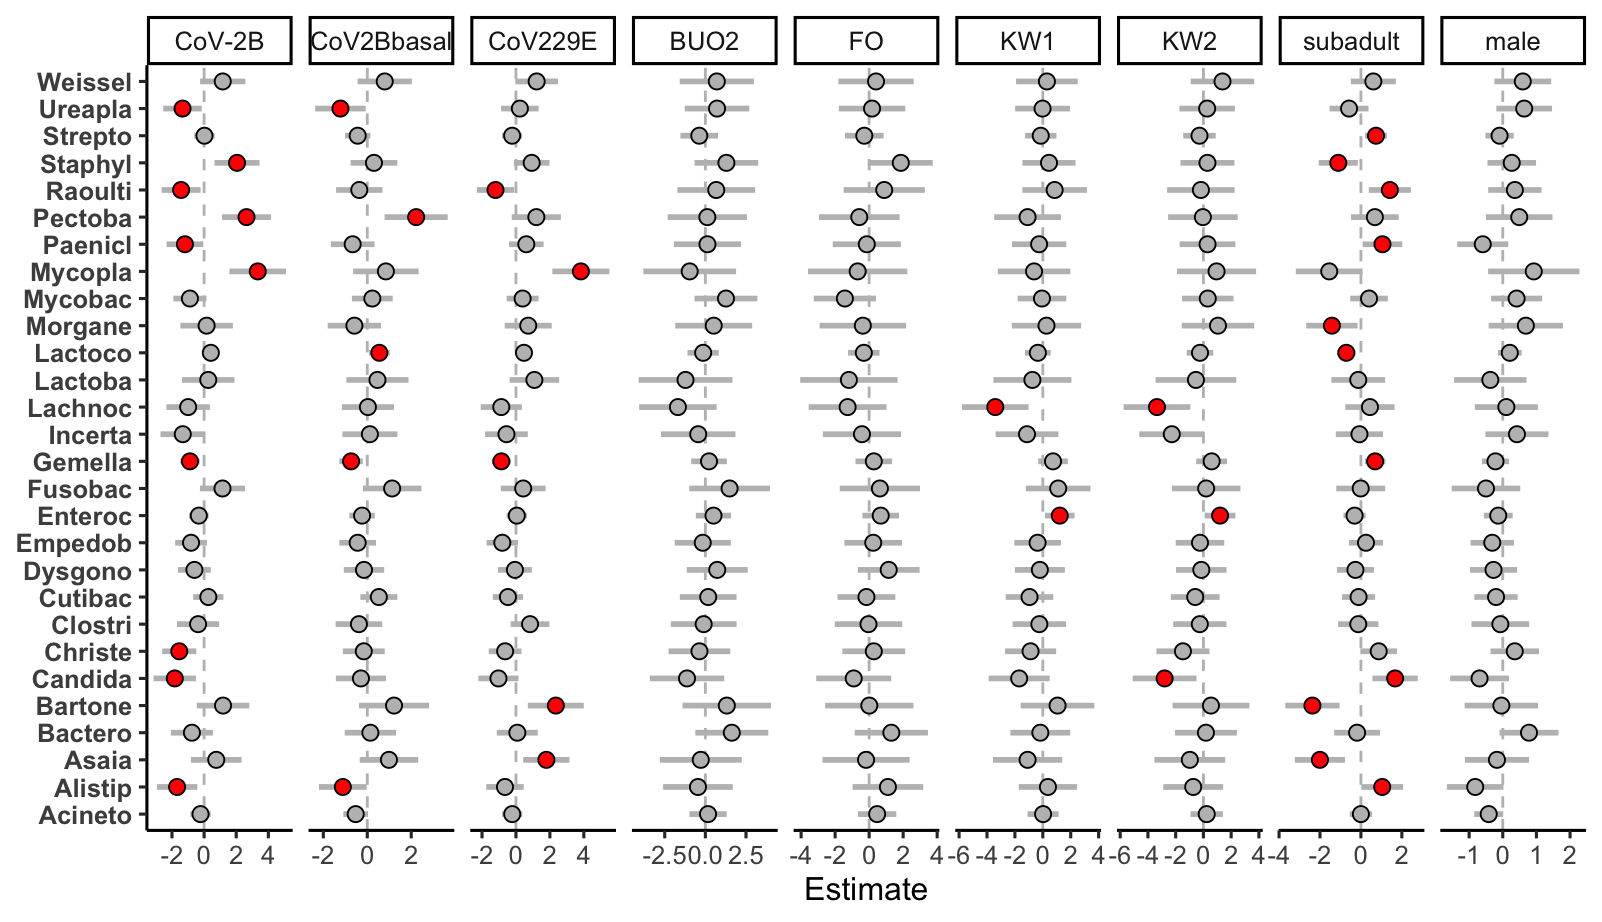 CoV-2B CoV2Bbasal CoV229E BUO2 FO KW1 KW2 subadult male
Weissel
Ureapla
Strepto
Staphyl
Raoulti
Pectoba
Paenicl
Mycopla
Mycobac
Morgane
Lactoco
Lactoba
Lachnoc
Incerta
Gemella
Fusobac
Enteroc
Empedob
Dysgono
Cutibac
Clostri
Christe
Candida
Bartone
Bactero
Asaia
Alistip
Acineto
-2 0 2 4 -2 0 2 -2 0 2 4 -2.5 0.0 2.5 -4 -2 0 2 4 -6 -4 -2 0 2 4 -6 -4 -2 0 2 4 -4 -2 0 2 -1 0 1 2
Estimate